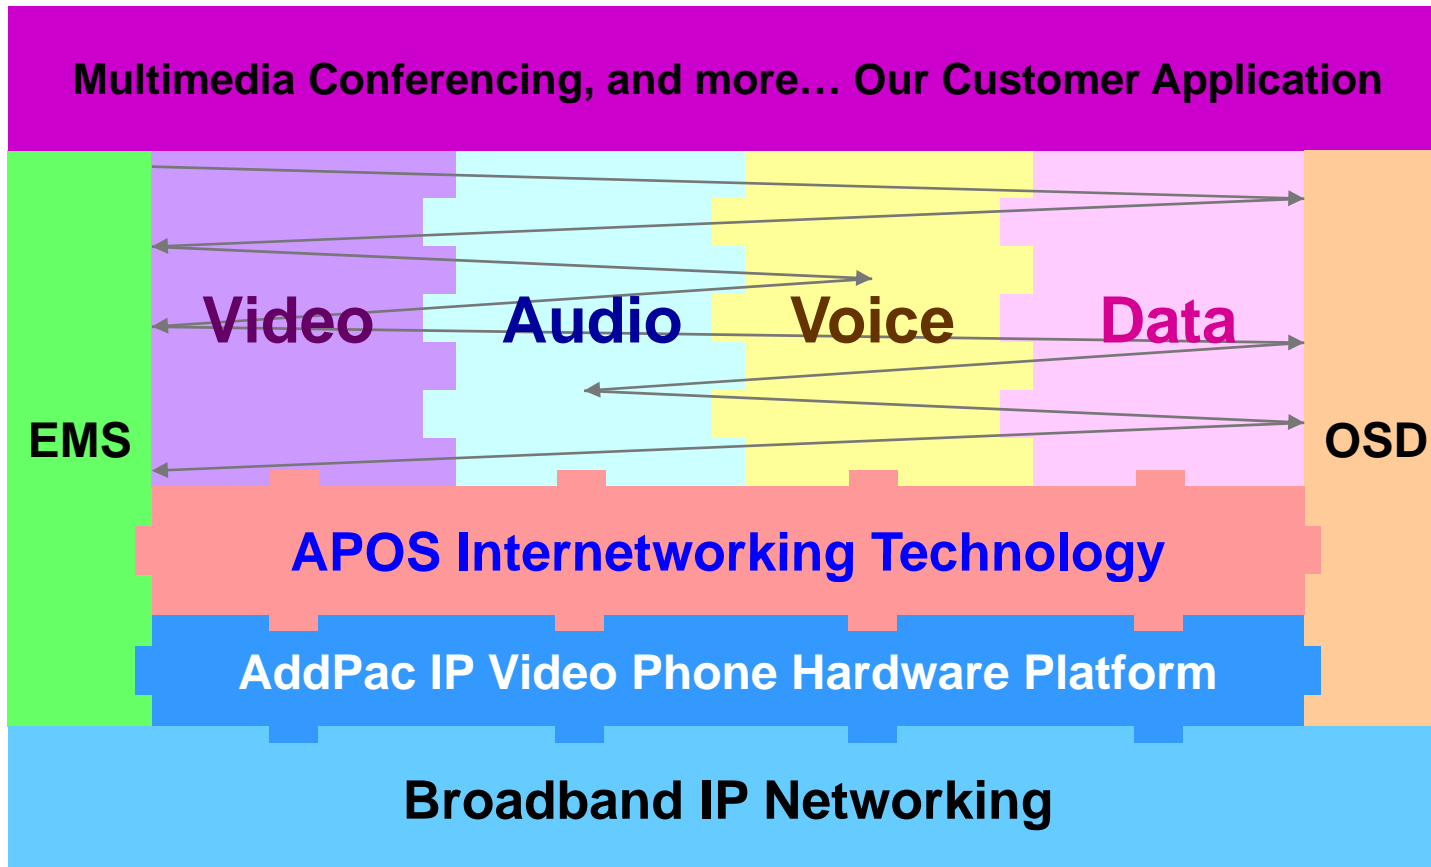 Multimedia Conferencing, and more… Our Customer Application
Video
Audio
Voice
Data
EMS
OSD
APOS Internetworking Technology
AddPac IP Video Phone Hardware Platform
Broadband IP Networking